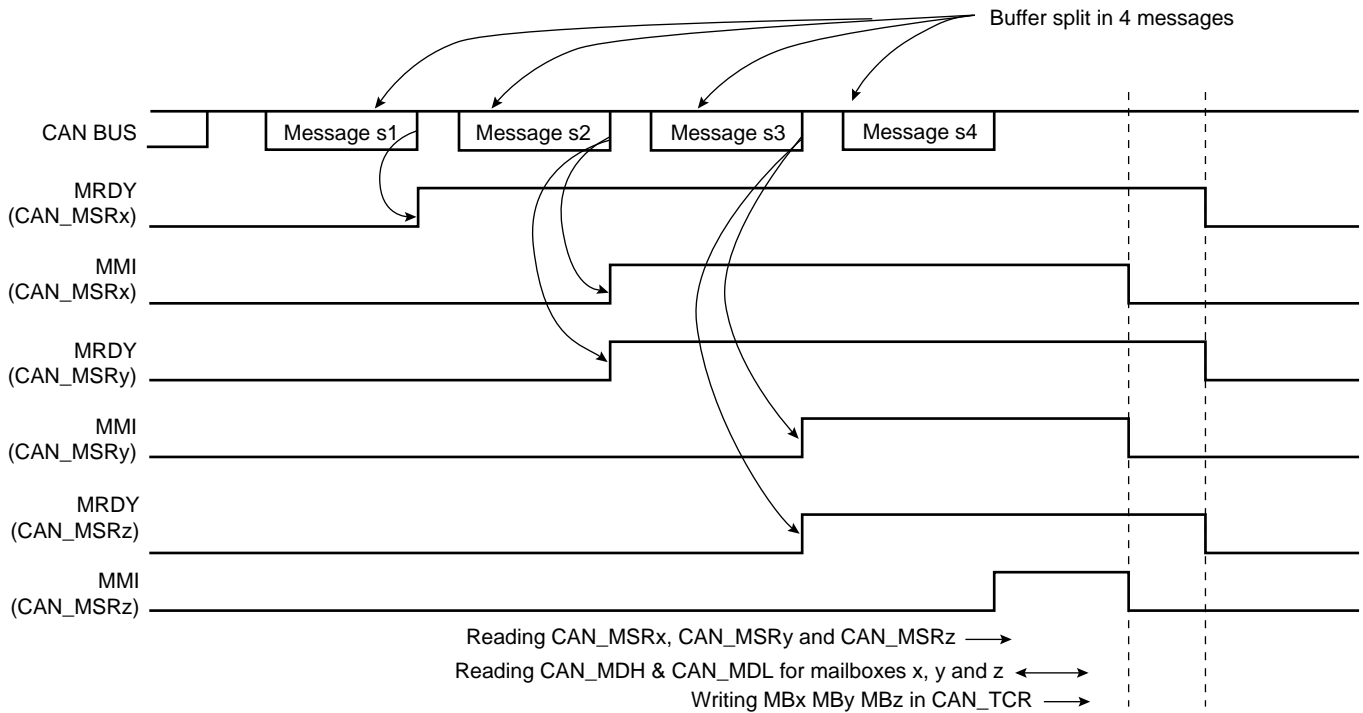 Buffer split in 4 messages
CAN BUS
Message s1
Message s2
Message s3
Message s4
MRDY
(CAN_MSRx)
MMI
(CAN_MSRx)
MRDY
(CAN_MSRy)
MMI
(CAN_MSRy)
MRDY
(CAN_MSRz)
MMI
(CAN_MSRz)
Reading CAN_MSRx, CAN_MSRy and CAN_MSRz
Reading CAN_MDH & CAN_MDL for mailboxes x, y and z
Writing MBx MBy MBz in CAN_TCR